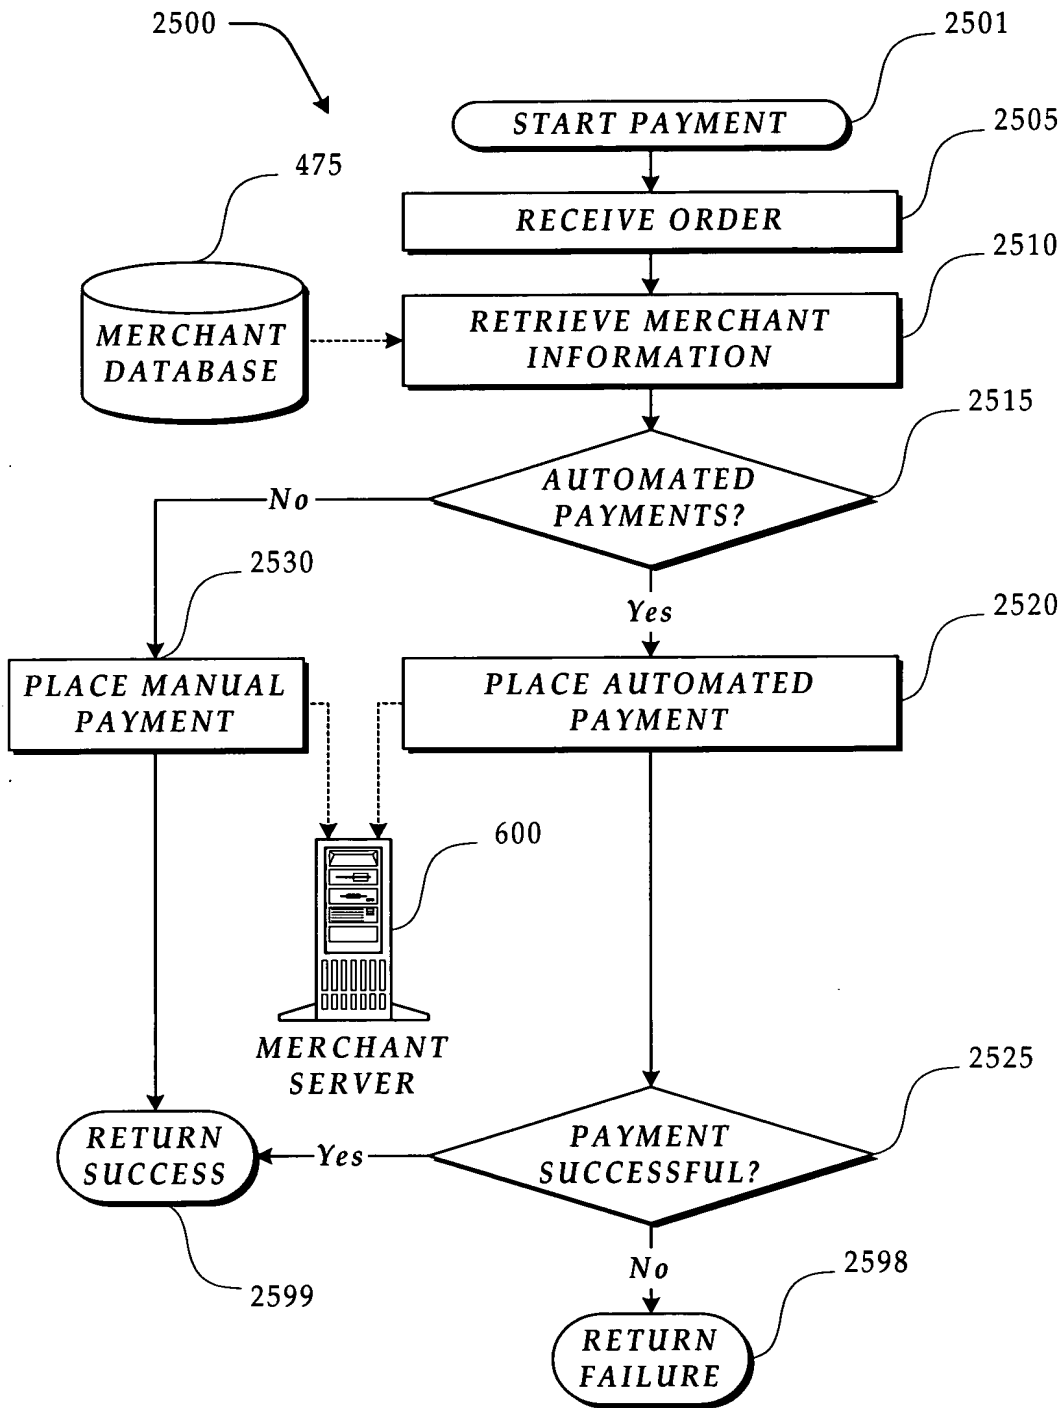 2500
2501
START PAYMENT
2505
475
RECEIVE ORDER
2510
MERCHANT
DATABASE
RETRIEVE MERCHANT
INFORMATION
2515
AUTOMATED
PAYMENTS?
No
2530
Yes
2520
PLACE MANUAL
PAYMENT
PLACE AUTOMATED
PAYMENT
600
MERCHANT
SERVER
2525
RETURN
SUCCESS
Yes
PAYMENT
SUCCESSFUL?
2599
No
2598
RETURN
FAILURE